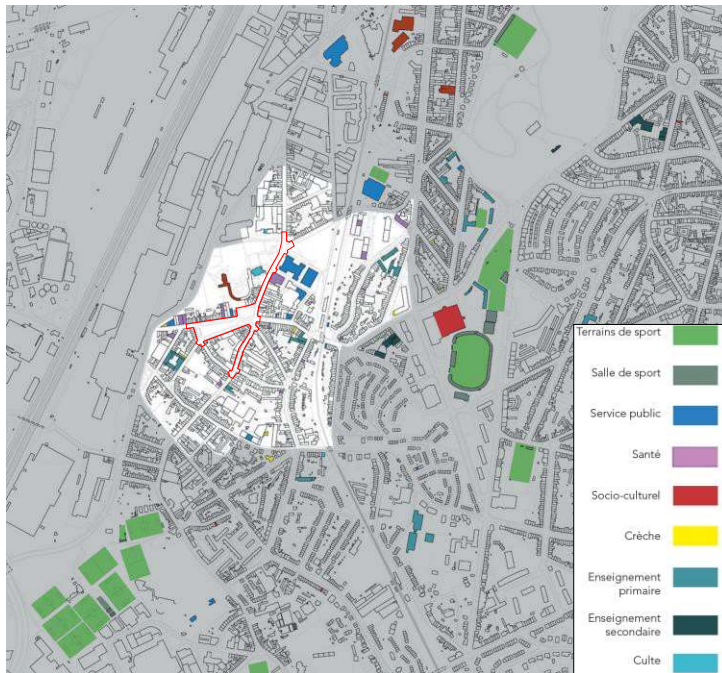 Terrains de sport
Salle de sport
Service public
Santé
Socio-culturel
Crèche
Enseignement
primaire
Enseignement
secondaire
Culte